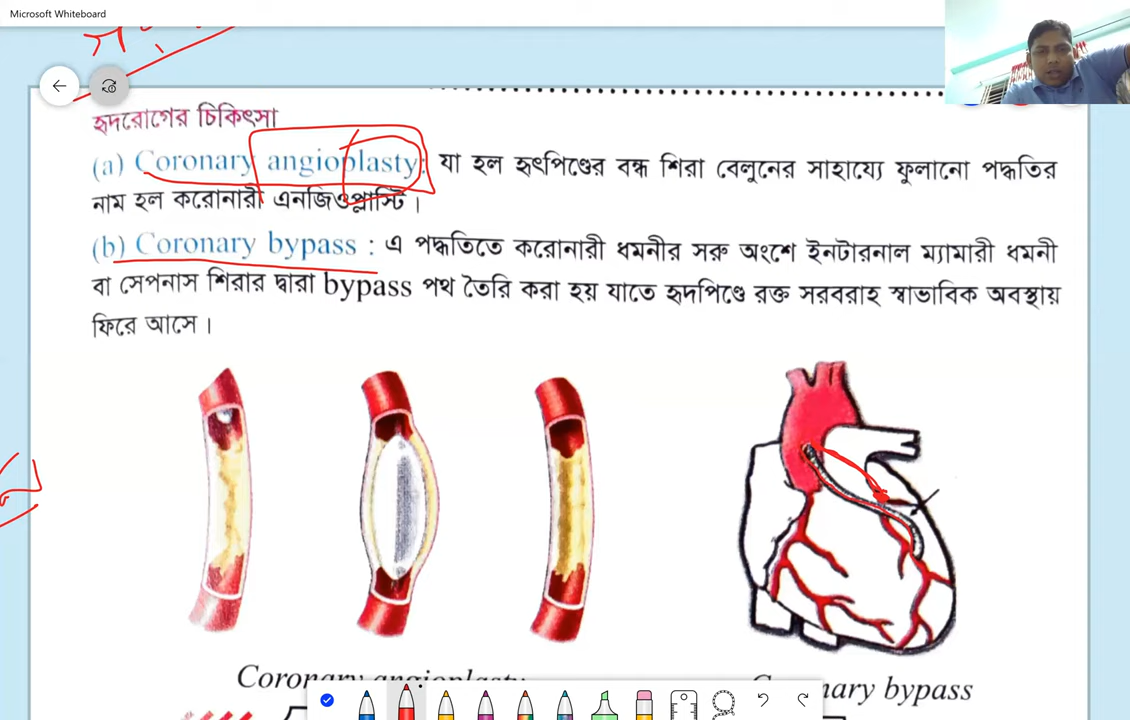 Microsoft Whiteboard
হৃদরোগের চিকিৎসা
(a) Coronary angioplasty: যা হল হৃৎপিণ্ডের বন্ধ শিরা বেলুনের সাহায্যে ফুলানো পদ্ধতির
নাম হল করোনারী এনজিওপ্লাস্টি।
(b) Coronary bypass : এ পদ্ধতিতে করোনারী ধমনীর সরু অংশে ইনটারনাল ম্যামারী ধমনী
বা সেপনাস শিরার দ্বারা bypass পথ তৈরি করা হয় যাতে হৃদপিণ্ডে রক্ত সরবরাহ স্বাভাবিক অবস্থায়
ফিরে আসে।
Coronary angioplasty
nary bypass